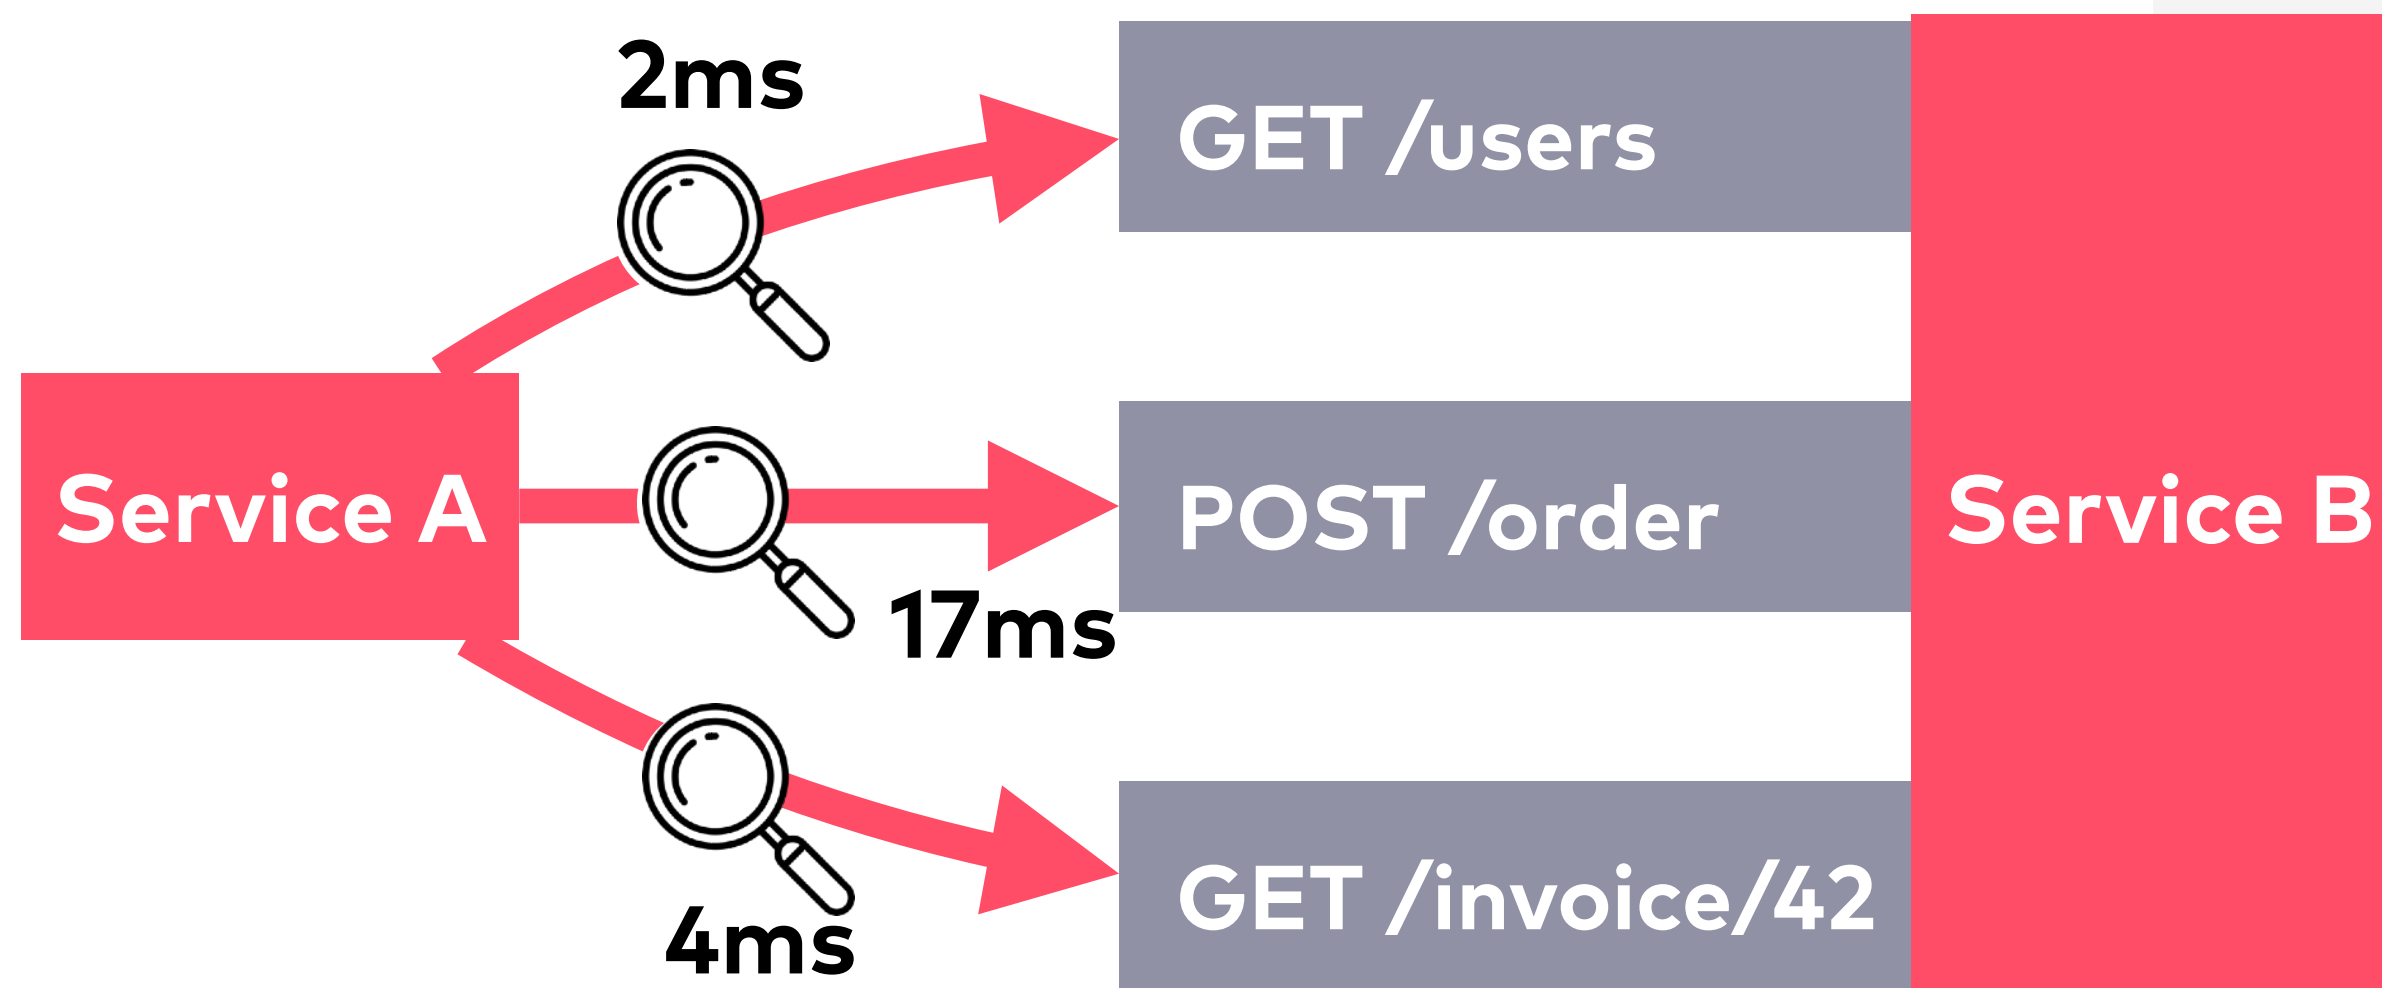 2ms
GET /users
Service A
POST /order
Service B
17ms
GET /invoice/42
4ms